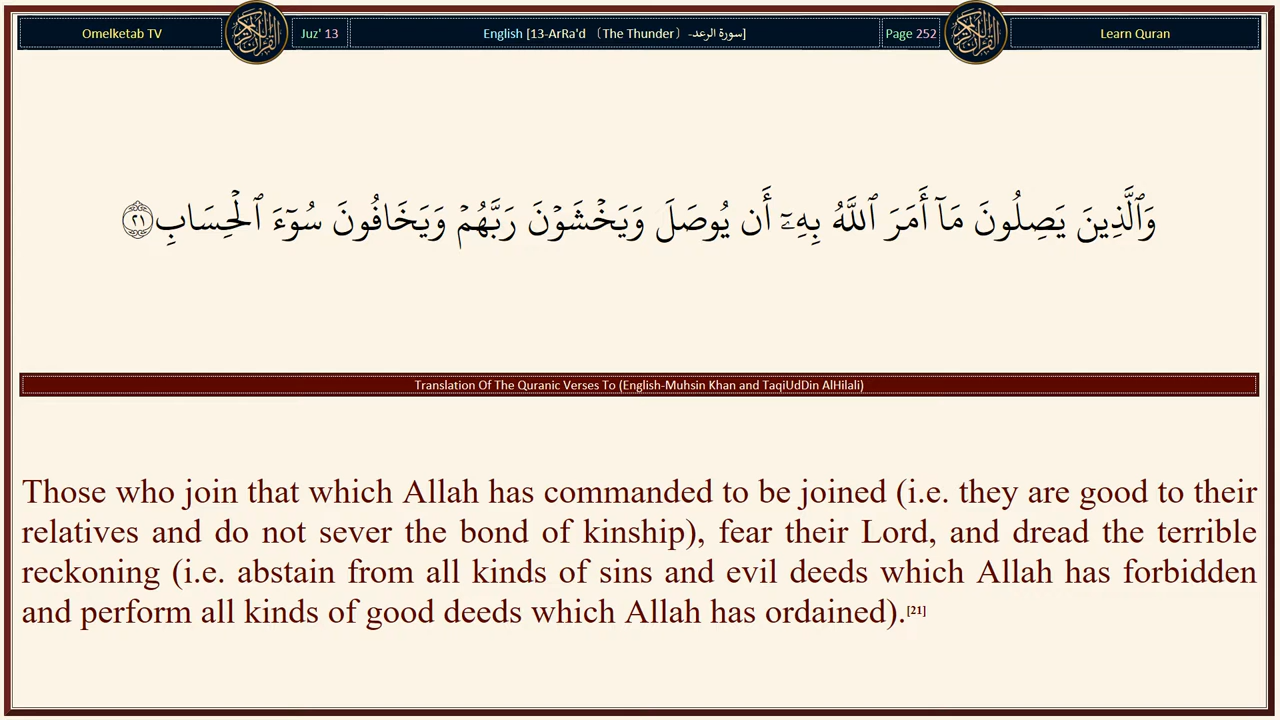 Omelketab TV
Juz' 13
English [13-ArRa'd （The Thunder）-سورة الرعد]
Page 252
Learn Quran
وَٱلَّذِينَ يَصِلُونَ مَآ أَمَرَ ٱللَّهُ بِهِۦٓ أَن يُوصَلَ وَيَخۡشَوۡنَ رَبَّهُمۡ وَيَخَافُونَ سُوٓءَ ٱلۡحِسَابِ ٢١
Translation Of The Quranic Verses To (English-Muhsin Khan and TaqiUdDin AlHilali)
Those who join that which Allah has commanded to be joined (i.e. they are good to their
relatives and do not sever the bond of kinship), fear their Lord, and dread the terrible
reckoning (i.e. abstain from all kinds of sins and evil deeds which Allah has forbidden
and perform all kinds of good deeds which Allah has ordained).[21]